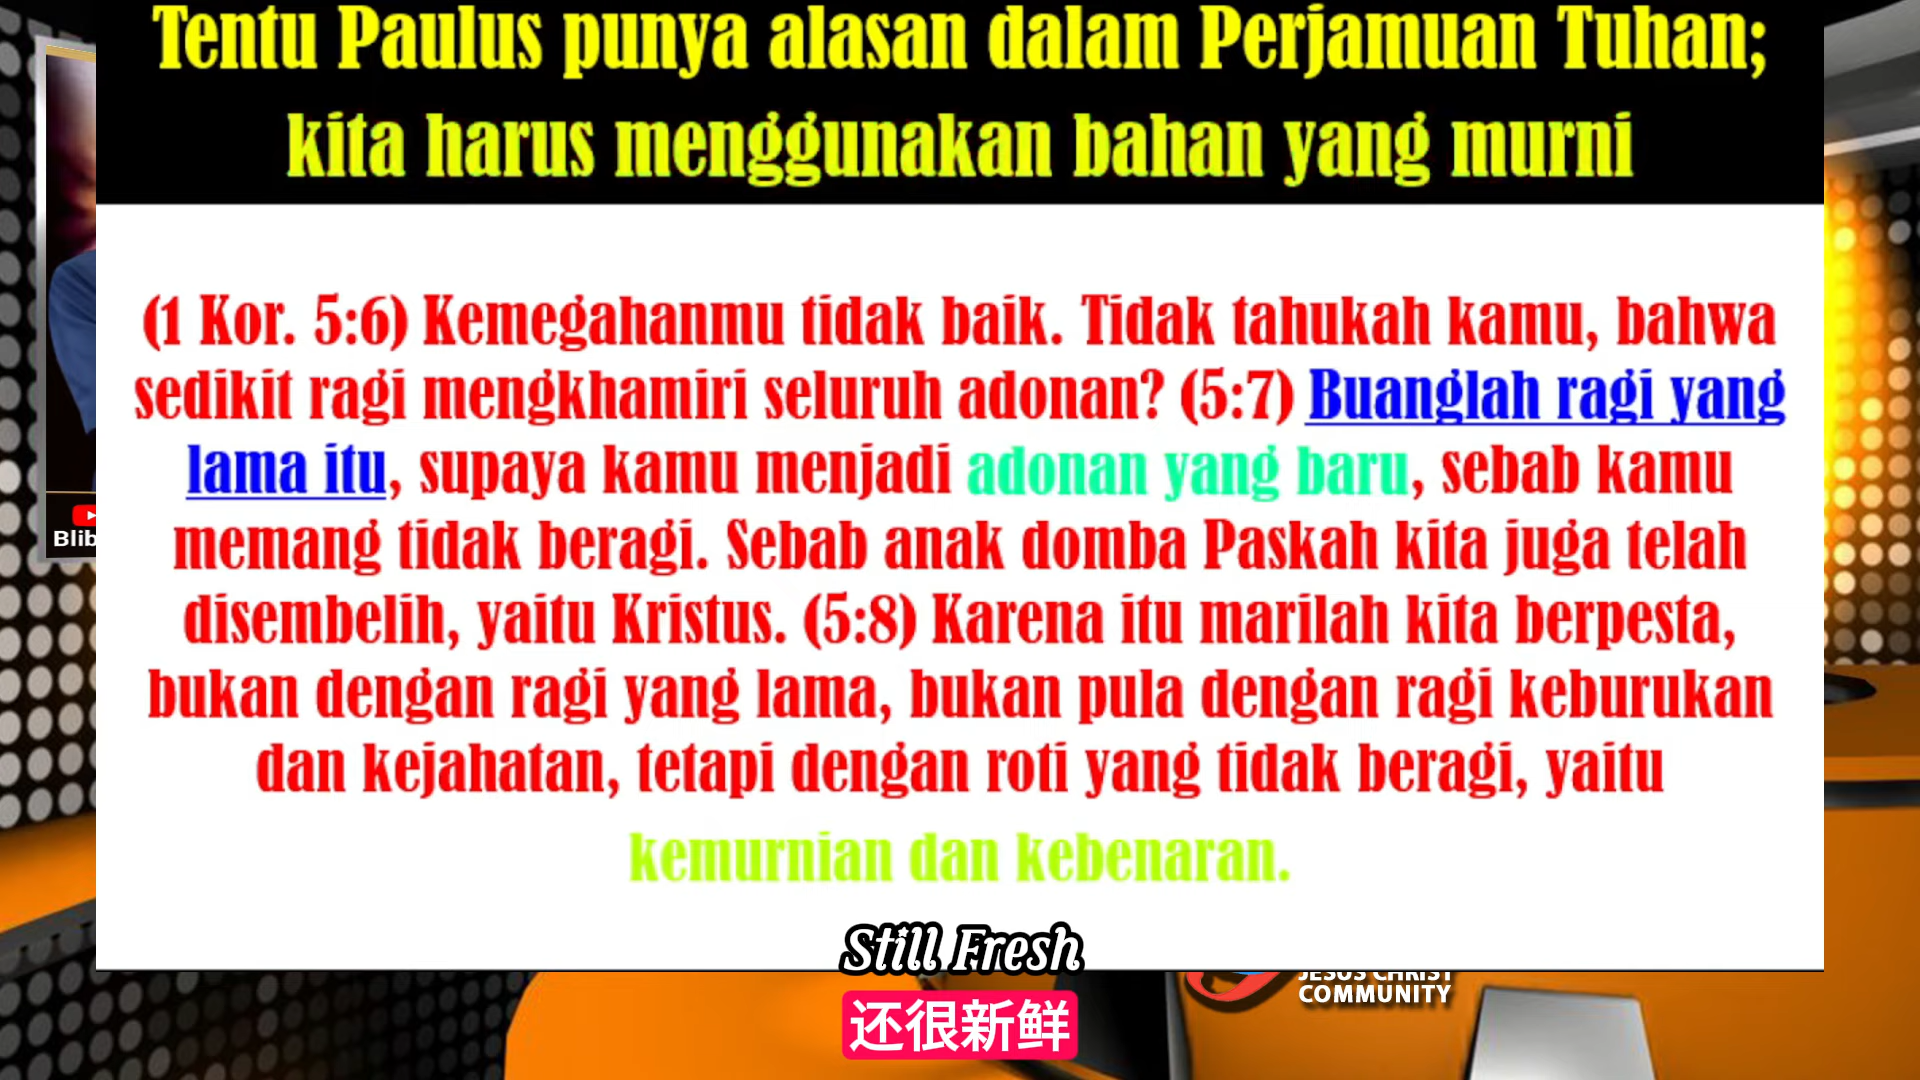 Tentu Paulus punya alasan dalam Perjamuan Tuhan;
kita harus menggunakan bahan yang murni
(1 Kor. 5:6) Kemegahanmu tidak baik. Tidak tahukah kamu, bahwa
sedikit ragi mengkhamiri seluruh adonan? (5:7) Buanglah ragi yang
lama itu, supaya kamu menjadi adonan yang baru, sebab kamu
memang tidak beragi. Sebab anak domba Paskah kita juga telah
disembelih, yaitu Kristus. (5:8) Karena itu marilah kita berpesta,
bukan dengan ragi yang lama, bukan pula dengan ragi keburukan
dan kejahatan, tetapi dengan roti yang tidak beragi, yaitu
kemurnian dan kebenaran.
Still Fresh
还很新鲜
JESUS CHRIST
COMMUNITY